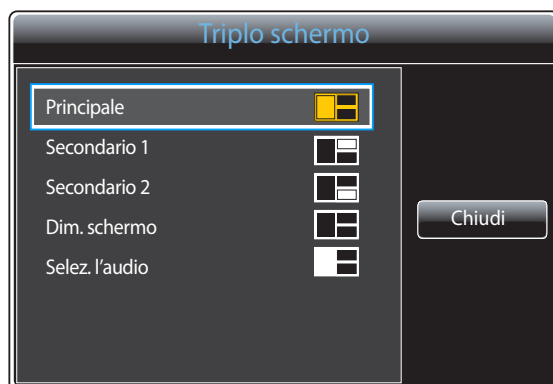 Triplo schermo
Principale
Secondario 1
Secondario 2
Dim. schermo
Selez. l’audio
Chiudi